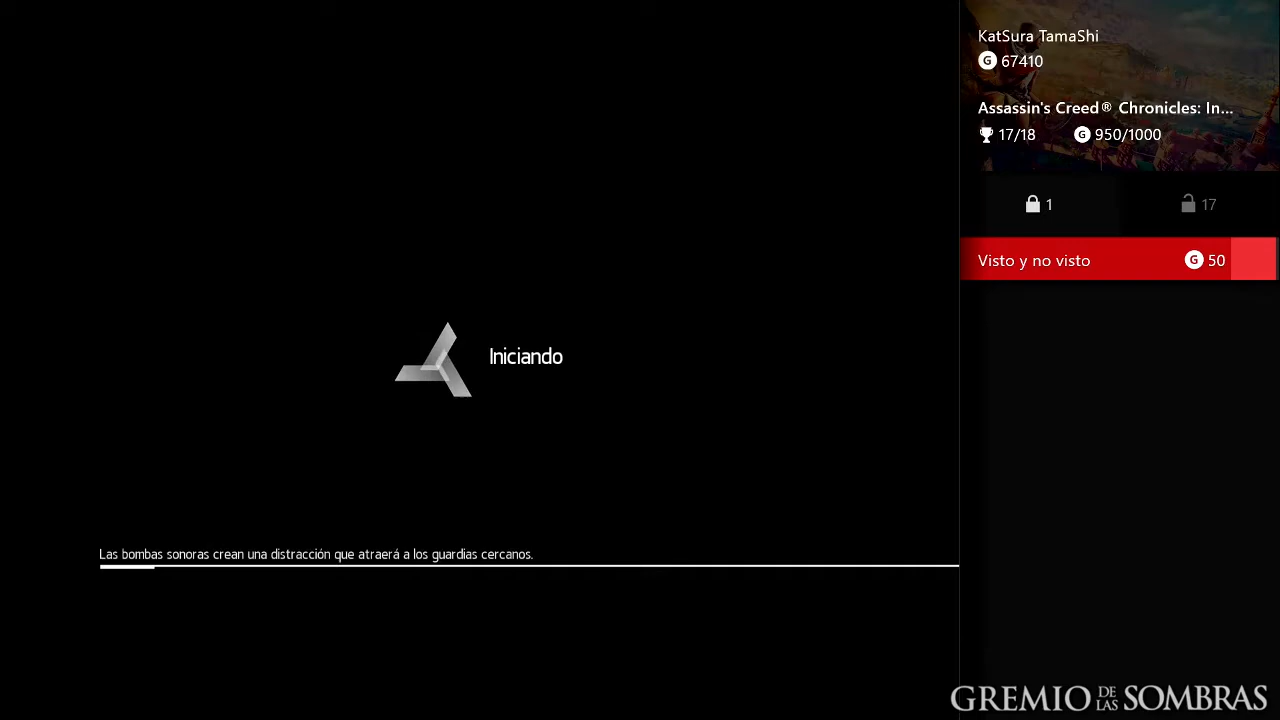 KatSura TamaShi
G 67410
Assassin's Creed® Chronicles: In...
17/18 G 950/1000
1 17
Visto y no visto G 50
Iniciando
Las bombas sonoras crean una distracción que atraerá a los guardias cercanos.
GREMIO DE LAS SOMBRAS